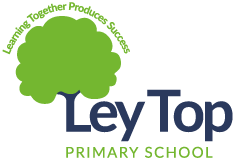 Learning Together Produces Success
Ley Top
PRIMARY SCHOOL